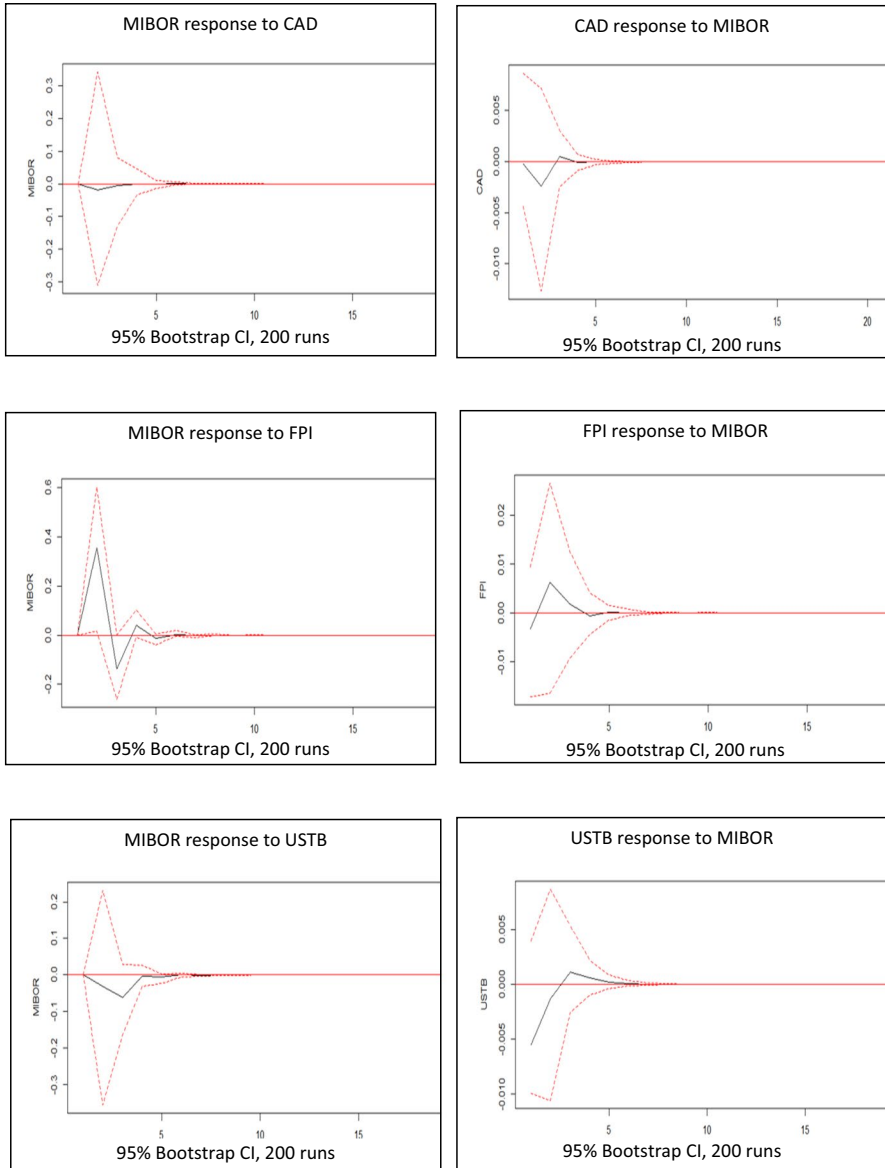 MIBOR response to CAD
MIBOR
0.3
0.2
0.1
0.0
-0.1
-0.2
-0.3
5
10
15
95% Bootstrap CI, 200 runs
CAD response to MIBOR
CAD
0.005
0.000
-0.005
-0.010
5
10
15
20
95% Bootstrap CI, 200 runs
MIBOR response to FPI
MIBOR
0.6
0.4
0.2
0.0
-0.2
5
10
15
95% Bootstrap CI, 200 runs
FPI response to MIBOR
FPI
0.02
0.01
0.00
-0.01
5
10
15
95% Bootstrap CI, 200 runs
MIBOR response to USTB
MIBOR
0.2
0.1
0.0
-0.1
-0.2
-0.3
5
10
15
95% Bootstrap CI, 200 runs
USTB response to MIBOR
USTB
0.005
0.000
-0.005
-0.010
5
10
15
95% Bootstrap CI, 200 runs